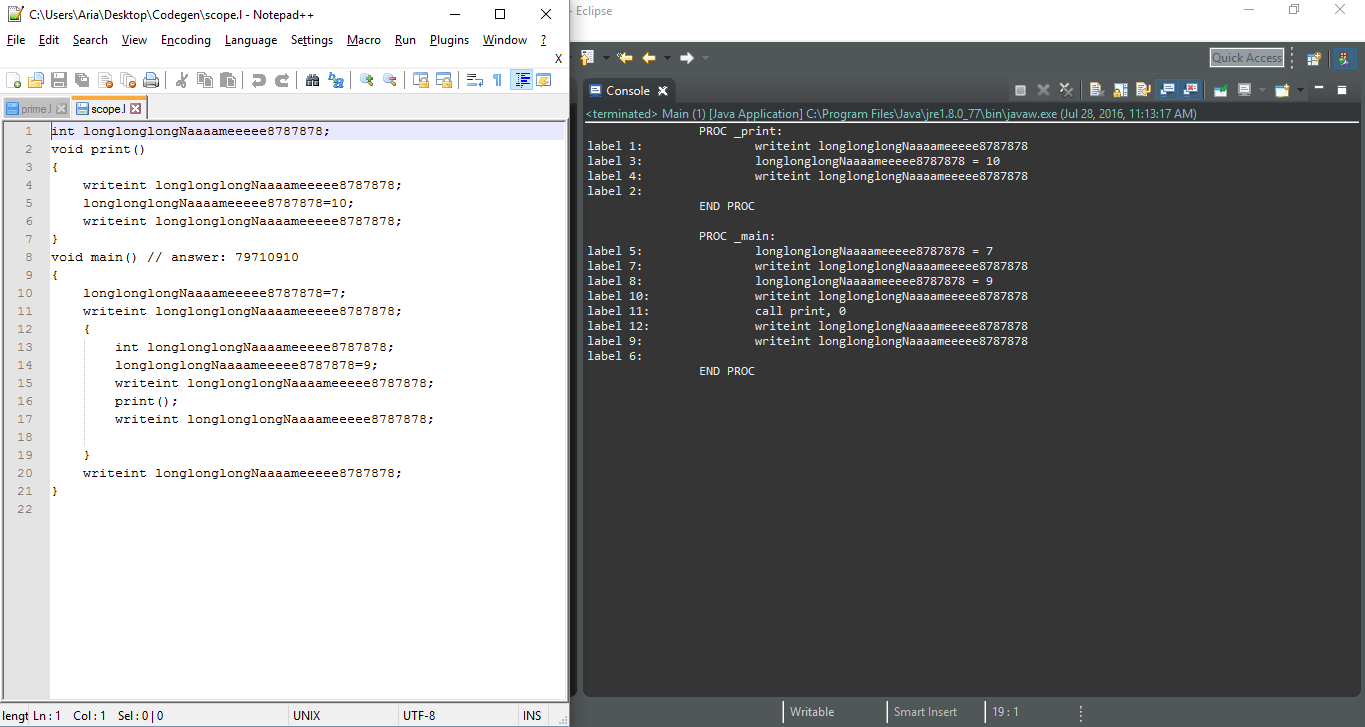 C:\Users\Aria\Desktop\Codegen\scope.l - Notepad++
File Edit Search View Encoding Language Settings Macro Run Plugins Window ?
X
prime.l scope.l
1 int longlonglongNaaaameeeee8787878;
2 void print()
3 {
4 writeint longlonglongNaaaameeeee8787878;
5 longlonglongNaaaameeeee8787878=10;
6 writeint longlonglongNaaaameeeee8787878;
7 }
8 void main() // answer: 79710910
9 {
10 longlonglongNaaaameeeee8787878=7;
11 writeint longlonglongNaaaameeeee8787878;
12 {
13 int longlonglongNaaaameeeee8787878;
14 longlonglongNaaaameeeee8787878=9;
15 writeint longlonglongNaaaameeeee8787878;
16 print();
17 writeint longlonglongNaaaameeeee8787878;
18
19 }
20 writeint longlonglongNaaaameeeee8787878;
21 }
22
lengt Ln : 1 Col : 1 Sel : 0 | 0 UNIX UTF-8 INS
- Eclipse
Quick Access
Console
<terminated> Main (1) [Java Application] C:\Program Files\Java\jre1.8.0_77\bin\javaw.exe (Jul 28, 2016, 11:13:17 AM)
PROC _print:
label 1: writeint longlonglongNaaaameeeee8787878
label 3: longlonglongNaaaameeeee8787878 = 10
label 4: writeint longlonglongNaaaameeeee8787878
label 2:
END PROC
PROC _main:
label 5: longlonglongNaaaameeeee8787878 = 7
label 7: writeint longlonglongNaaaameeeee8787878
label 8: longlonglongNaaaameeeee8787878 = 9
label 10: writeint longlonglongNaaaameeeee8787878
label 11: call print, 0
label 12: writeint longlonglongNaaaameeeee8787878
label 9: writeint longlonglongNaaaameeeee8787878
label 6:
END PROC
Writable Smart Insert 19 : 1